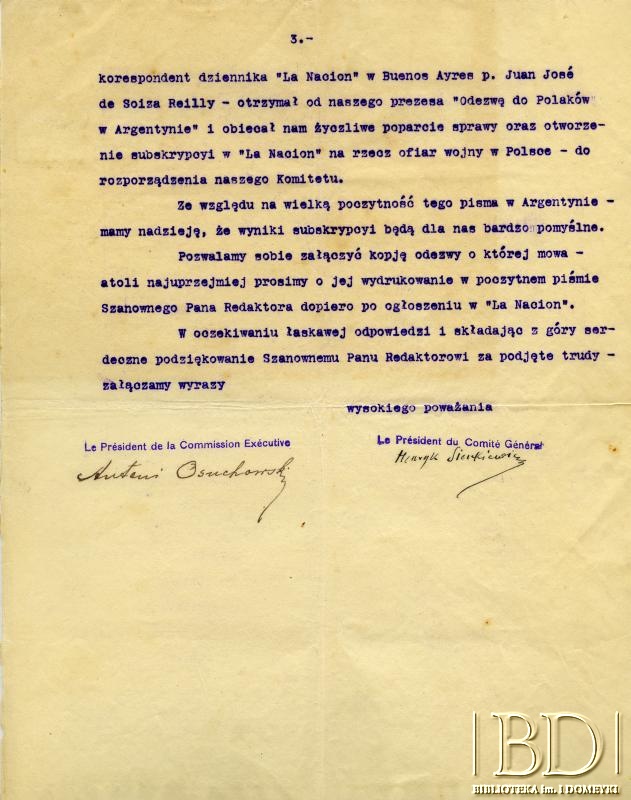 3.-
korespondent dziennika "La Nacion" w Buenos Ayres p. Juan José
de Soiza Reilly - otrzymał od naszego prezesa "Odezwę do Polaków
w Argentynie" i obiecał nam życzliwe poparcie sprawy oraz otworze-
nie subskrypcyi w "La Nacion" na rzecz ofiar wojny w Polsce - do
rozporządzenia naszego Komitetu.
Ze względu na wielką poczytność tego pisma w Argentynie -
mamy nadzieję, że wyniki subskrypcyi będą dla nas bardzo pomyślne.
Pozwalamy sobie załączyć kopję odezwy o której mowa -
atoli najuprzejmiej prosimy o jej wydrukowanie w poczytnem piśmie
Szanownego Pana Redaktora dopiero po ogłoszeniu w "La Nacion".
W oczekiwaniu łaskawej odpowiedzi i składając z góry ser-
deczne podziękowanie Szanownemu Panu Redaktorowi za podjęte trudy -
załączamy wyrazy
wysokiego poważania
Le Président de la Commission Exécutive
Antoni Osuchowski
Le Président du Comité Général
Henryk Sienkiewicz
BD
BIBLIOTEKA im. I DOMEYKI